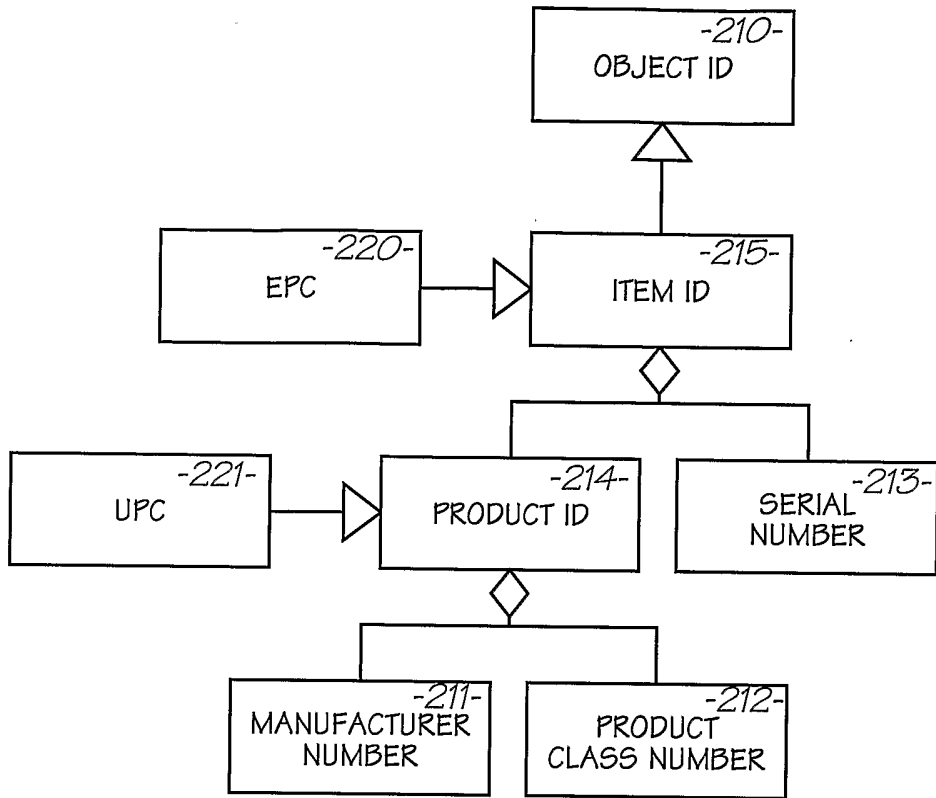 -210-
OBJECT ID
-220-
EPC
-215-
ITEM ID
-221-
UPC
-214-
PRODUCT ID
-213-
SERIAL
NUMBER
-211-
MANUFACTURER
NUMBER
-212-
PRODUCT
CLASS NUMBER